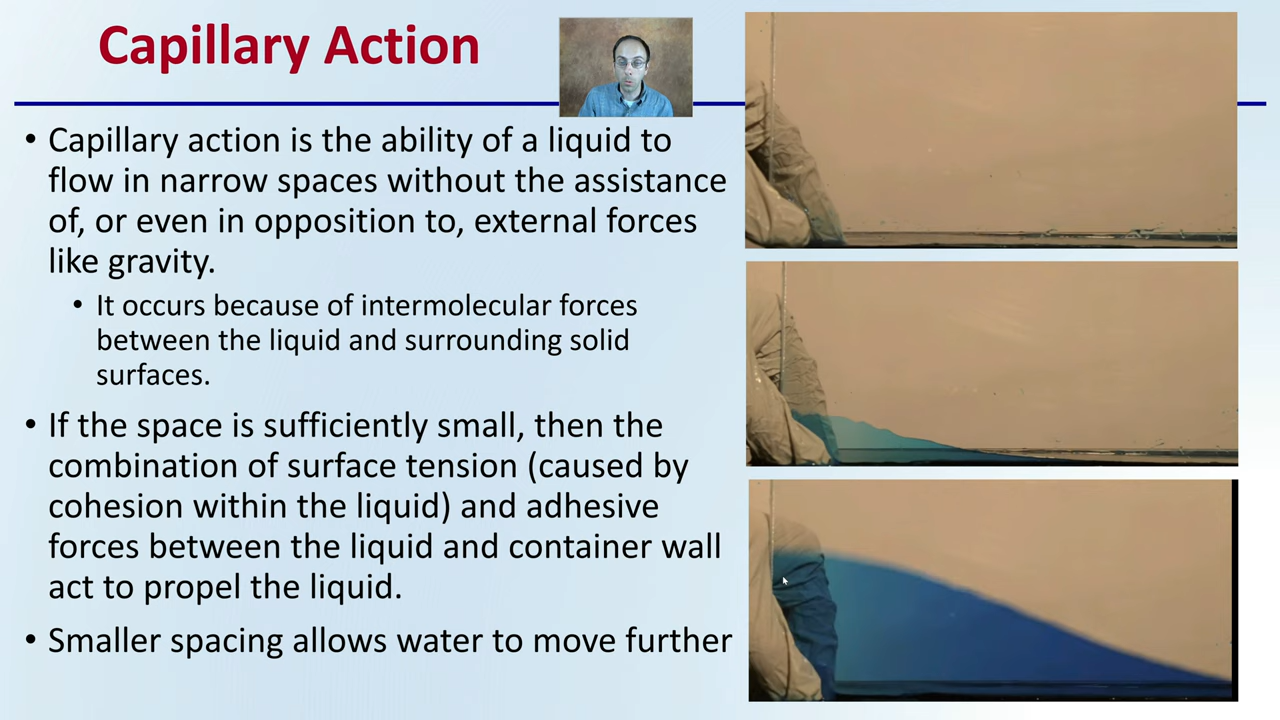 Capillary Action
• Capillary action is the ability of a liquid to
flow in narrow spaces without the assistance
of, or even in opposition to, external forces
like gravity.
• It occurs because of intermolecular forces
between the liquid and surrounding solid
surfaces.
• If the space is sufficiently small, then the
combination of surface tension (caused by
cohesion within the liquid) and adhesive
forces between the liquid and container wall
act to propel the liquid.
• Smaller spacing allows water to move further